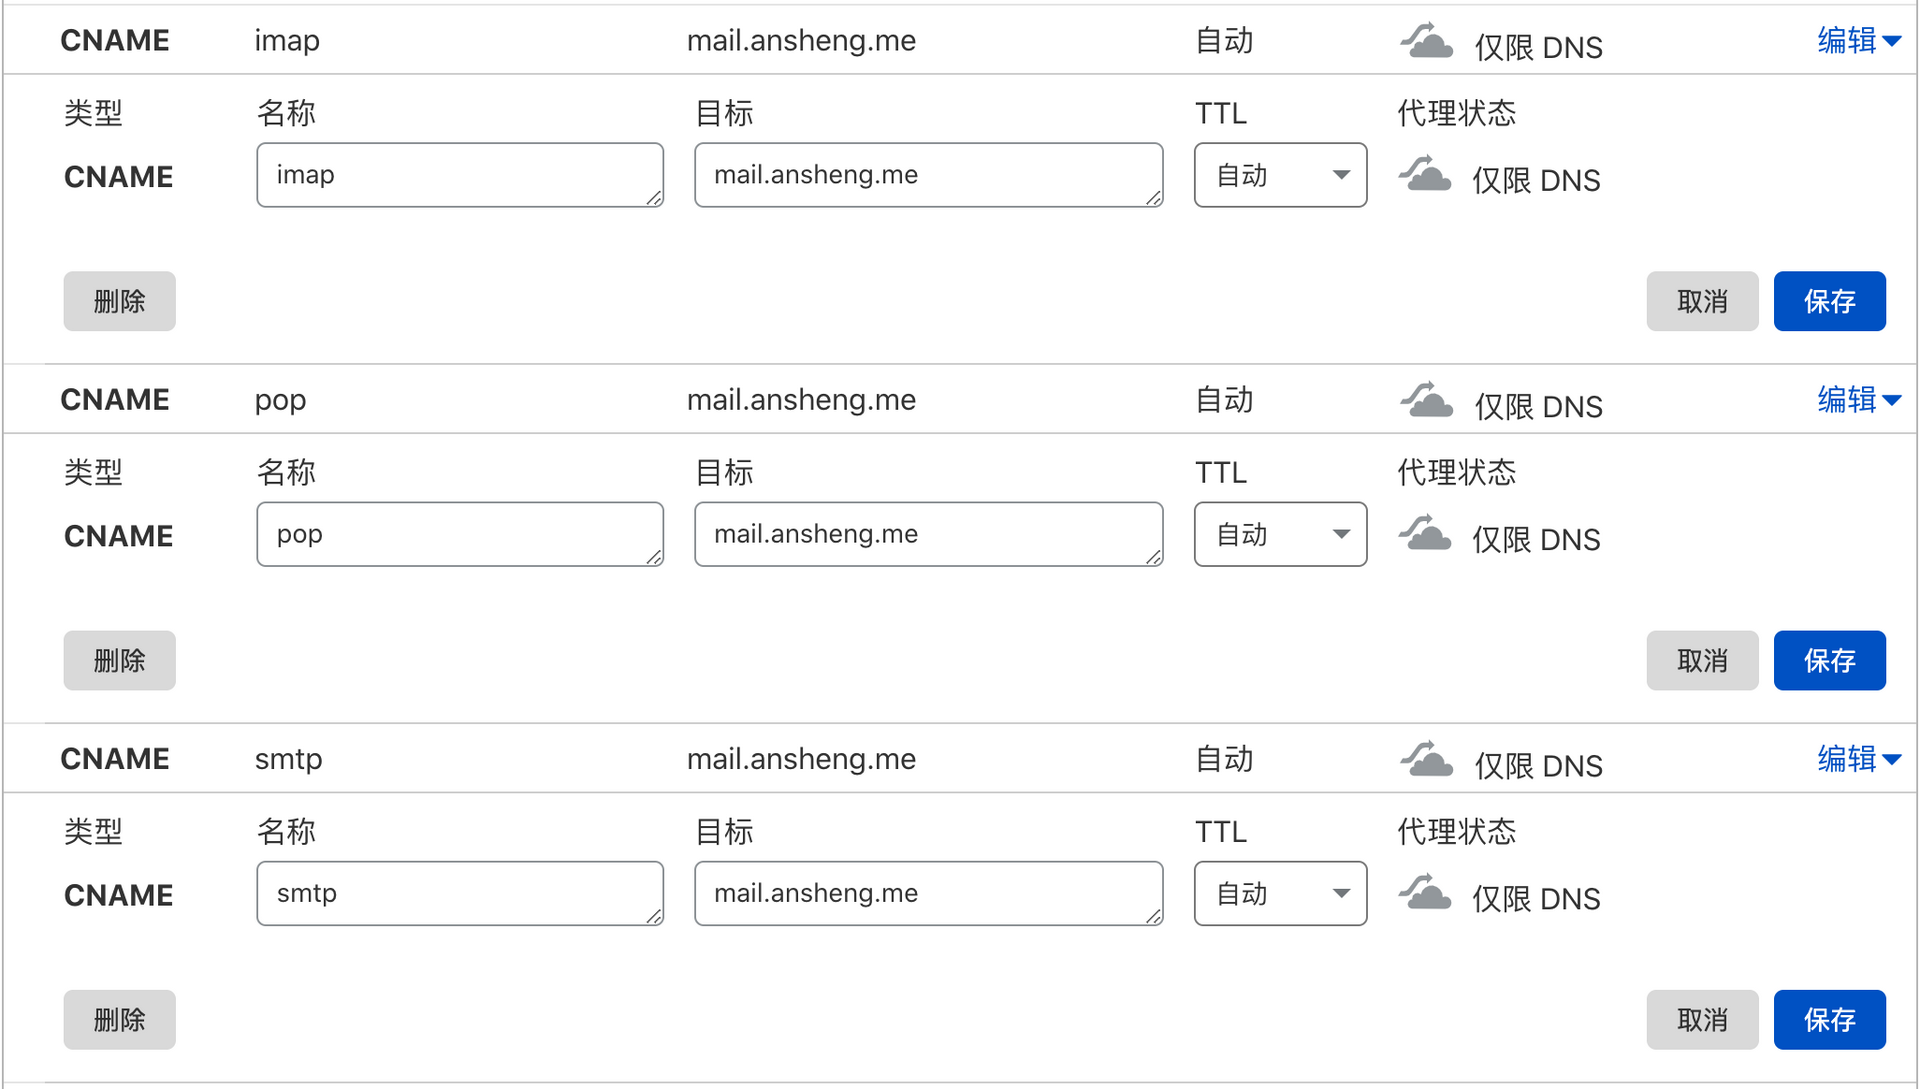 CNAME imap mail.ansheng.me 自动 仅限 DNS 编辑
类型 名称 目标 TTL 代理状态
CNAME imap mail.ansheng.me 自动 仅限 DNS
删除 取消 保存
CNAME pop mail.ansheng.me 自动 仅限 DNS 编辑
类型 名称 目标 TTL 代理状态
CNAME pop mail.ansheng.me 自动 仅限 DNS
删除 取消 保存
CNAME smtp mail.ansheng.me 自动 仅限 DNS 编辑
类型 名称 目标 TTL 代理状态
CNAME smtp mail.ansheng.me 自动 仅限 DNS
删除 取消 保存